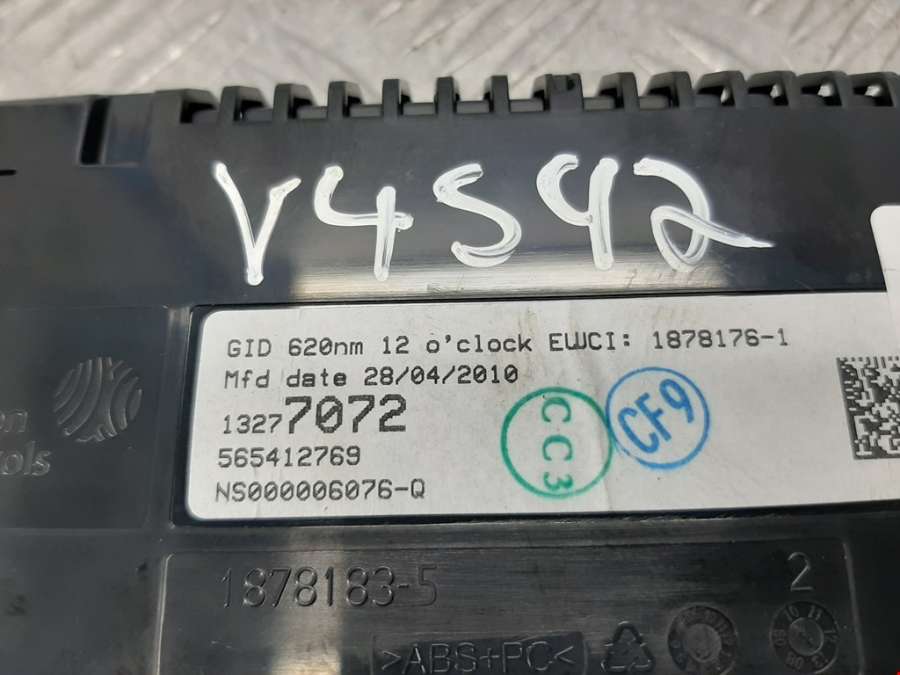 V4S42
GID 620nm 12 o'clock EWCI: 1878176-1
Mfd date 28/04/2010
13277072
565412769
NS000006076-Q
CC3
CF9
1878183-5
2
>ABS+PC<